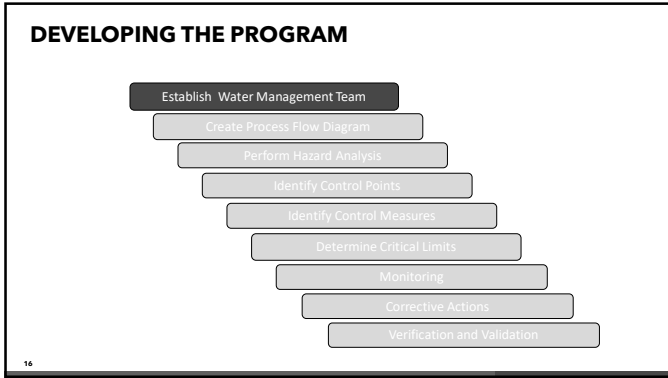 DEVELOPING THE PROGRAM
Establish Water Management Team
Create Process Flow Diagram
Perform Hazard Analysis
Identify Control Points
Identify Control Measures
Determine Critical Limits
Monitoring
Corrective Actions
Verification and Validation
16